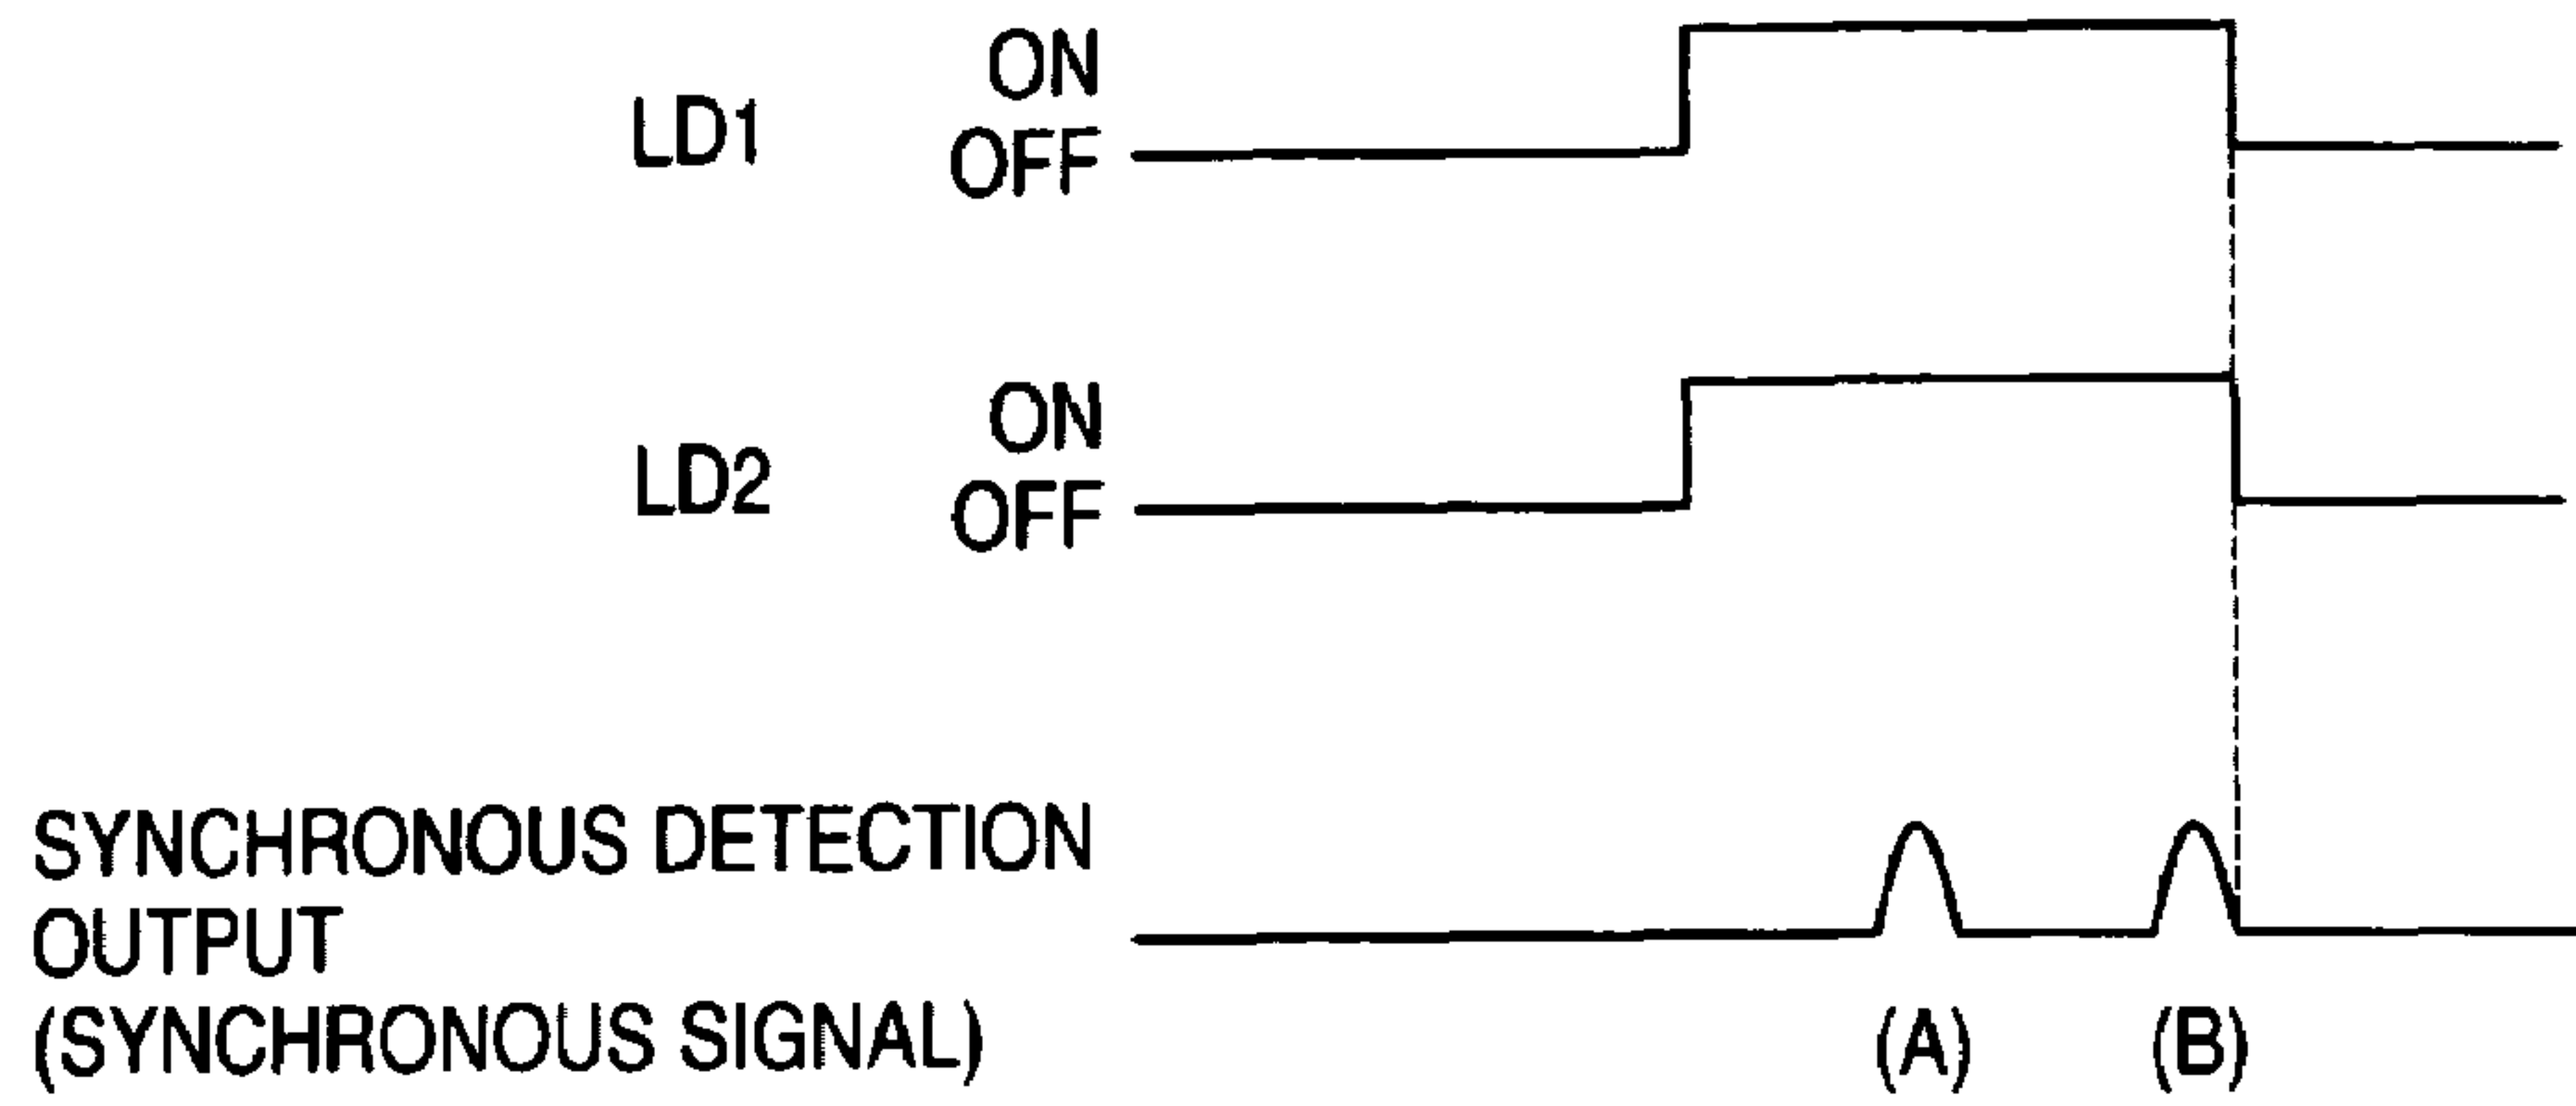 ON
LD1
OFF
ON
LD2
OFF
SYNCHRONOUS DETECTION
OUTPUT
(SYNCHRONOUS SIGNAL)
(A)
(B)